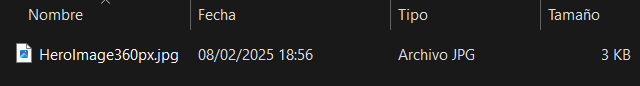 Nombre Fecha Tipo Tamaño
HeroImage360px.jpg 08/02/2025 18:56 Archivo JPG 3 KB